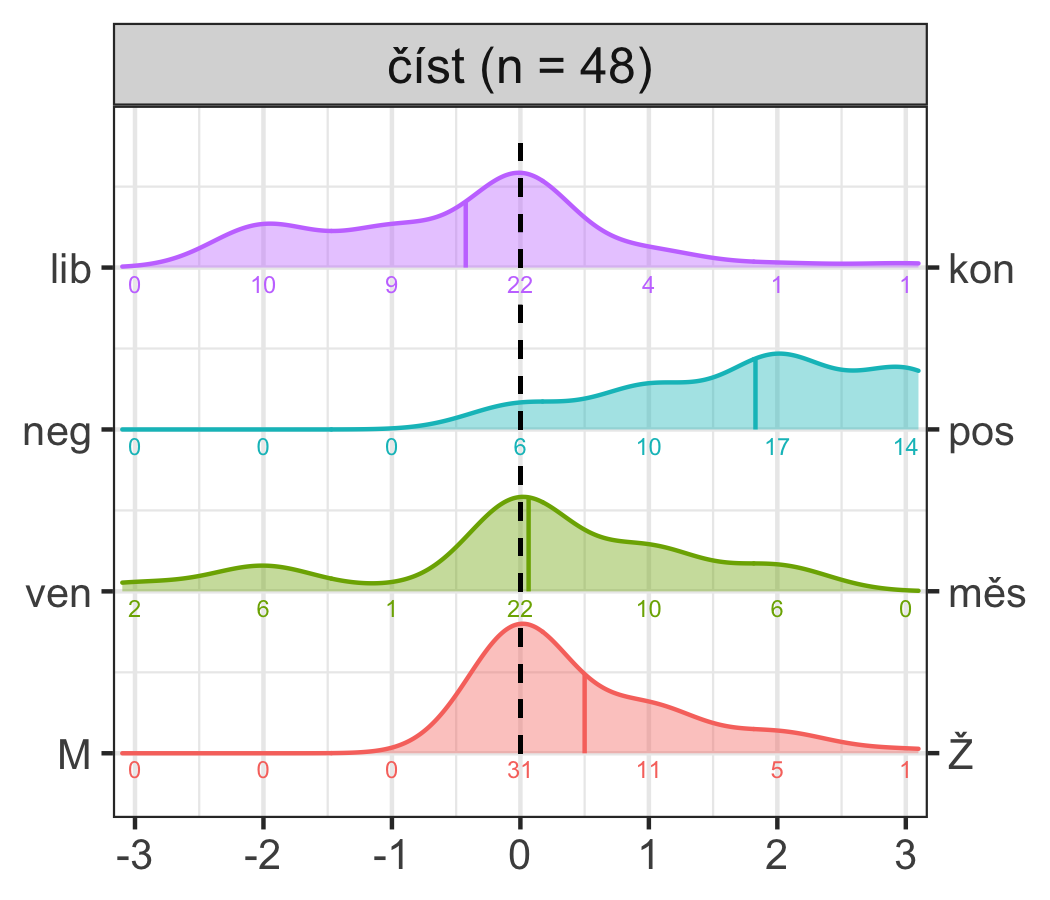 číst (n = 48)
lib kon
0 10 9 22 4 1 1
neg pos
0 0 0 6 10 17 14
ven měs
2 6 1 22 10 6 0
M Ž
0 0 0 31 11 5 1
-3 -2 -1 0 1 2 3